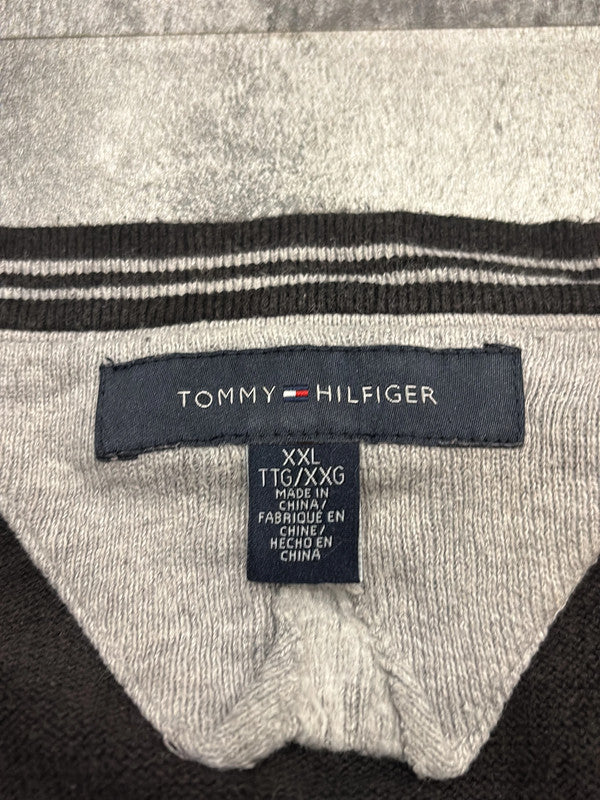 TOMMY HILFIGER
XXL
TTG/XXG
MADE IN
CHINA/
FABRIQUÉ EN
CHINE/
HECHO EN
CHINA